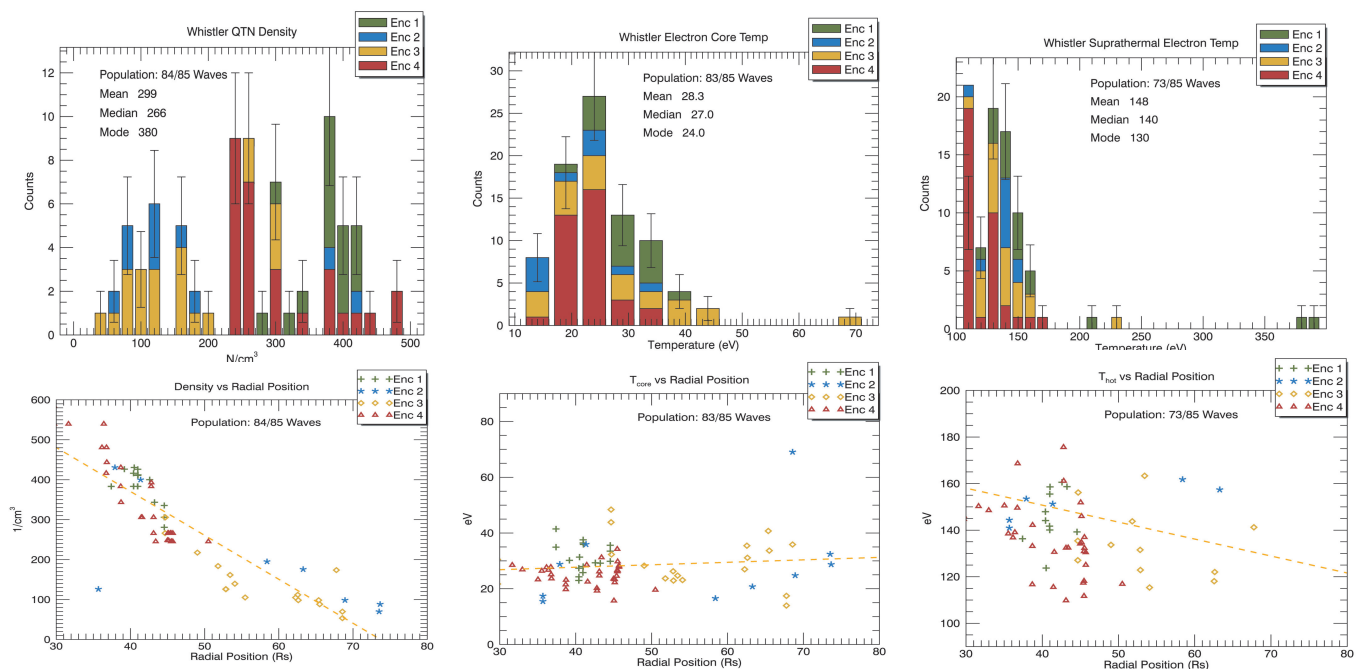 Whistler QTN Density
Enc 1
Enc 2
Enc 3
Enc 4
Population: 84/85 Waves
Mean 299
Median 266
Mode 380
Counts
12
10
8
6
4
2
0
0 100 200 300 400 500
N/cm³
Whistler Electron Core Temp
Enc 1
Enc 2
Enc 3
Enc 4
Population: 83/85 Waves
Mean 28.3
Median 27.0
Mode 24.0
Counts
30
25
20
15
10
5
0
10 20 30 40 50 60 70
Temperature (eV)
Whistler Suprathermal Electron Temp
Enc 1
Enc 2
Enc 3
Enc 4
Population: 73/85 Waves
Mean 148
Median 140
Mode 130
Counts
20
15
10
5
0
100 150 200 250 300 350
Temperature (eV)
Density vs Radial Position
Enc 1
Enc 2
Enc 3
Enc 4
Population: 84/85 Waves
1/cm³
600
500
400
300
200
100
0
30 40 50 60 70 80
Radial Position (Rs)
T_core vs Radial Position
Enc 1
Enc 2
Enc 3
Enc 4
Population: 83/85 Waves
eV
80
60
40
20
0
30 40 50 60 70 80
Radial Position (Rs)
T_hot vs Radial Position
Enc 1
Enc 2
Enc 3
Enc 4
Population: 73/85 Waves
eV
200
180
160
140
120
100
30 40 50 60 70 80
Radial Position (Rs)